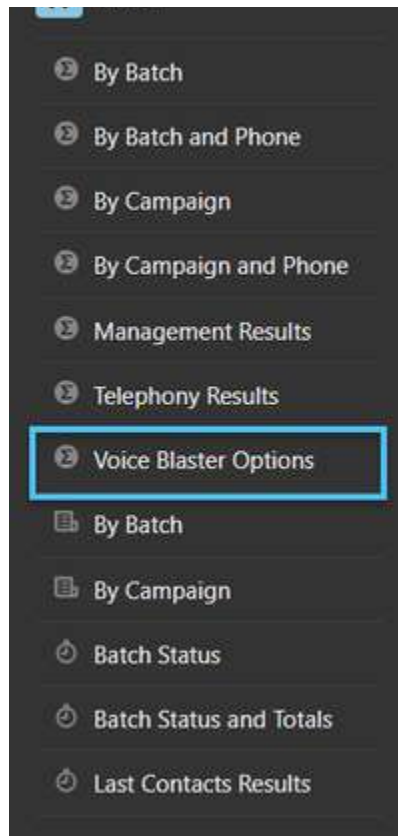 By Batch
By Batch and Phone
By Campaign
By Campaign and Phone
Management Results
Telephony Results
Voice Blaster Options
By Batch
By Campaign
Batch Status
Batch Status and Totals
Last Contacts Results